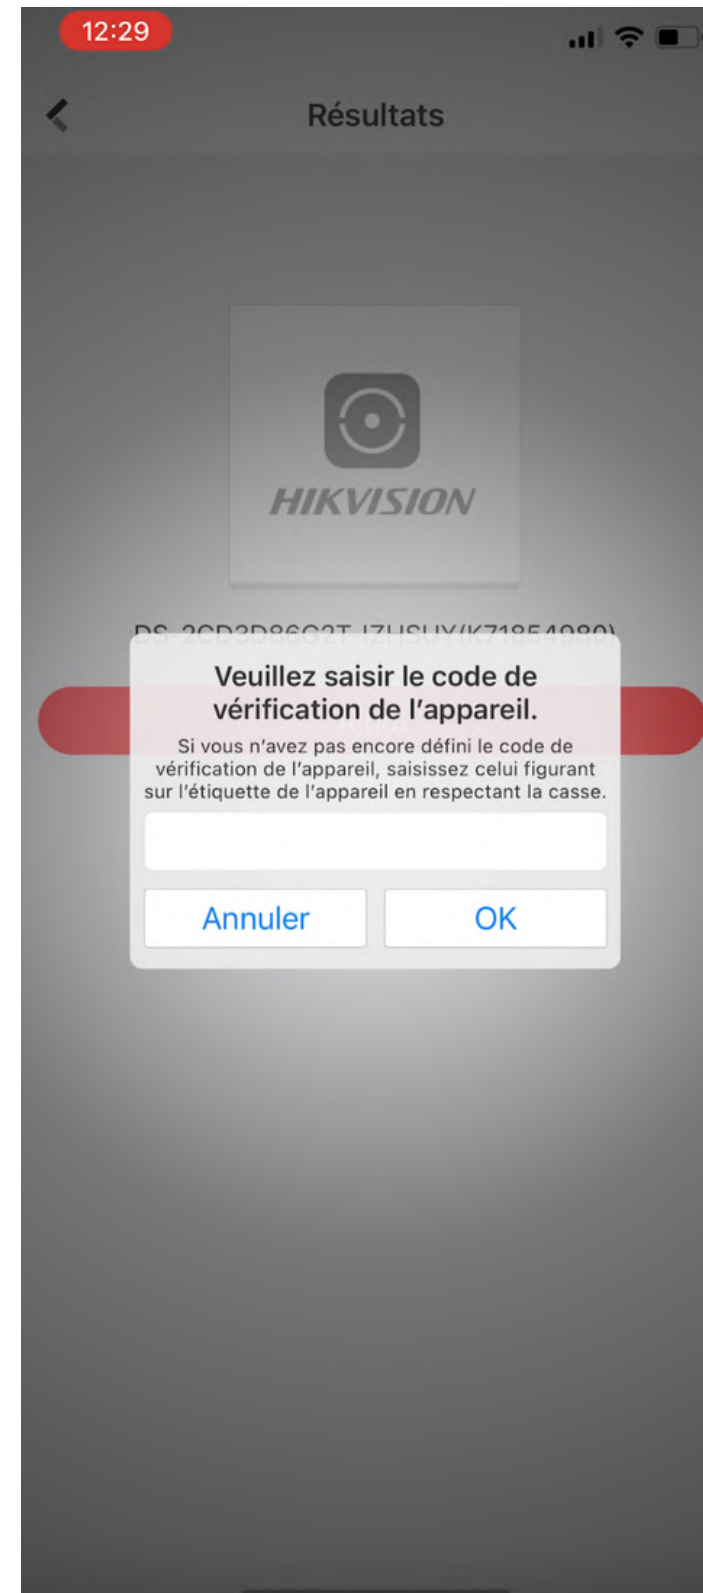 12:29
Résultats
HIKVISION
Veuillez saisir le code de
vérification de l'appareil.
Si vous n'avez pas encore défini le code de
vérification de l'appareil, saisissez celui figurant
sur l'étiquette de l'appareil en respectant la casse.
Annuler
OK